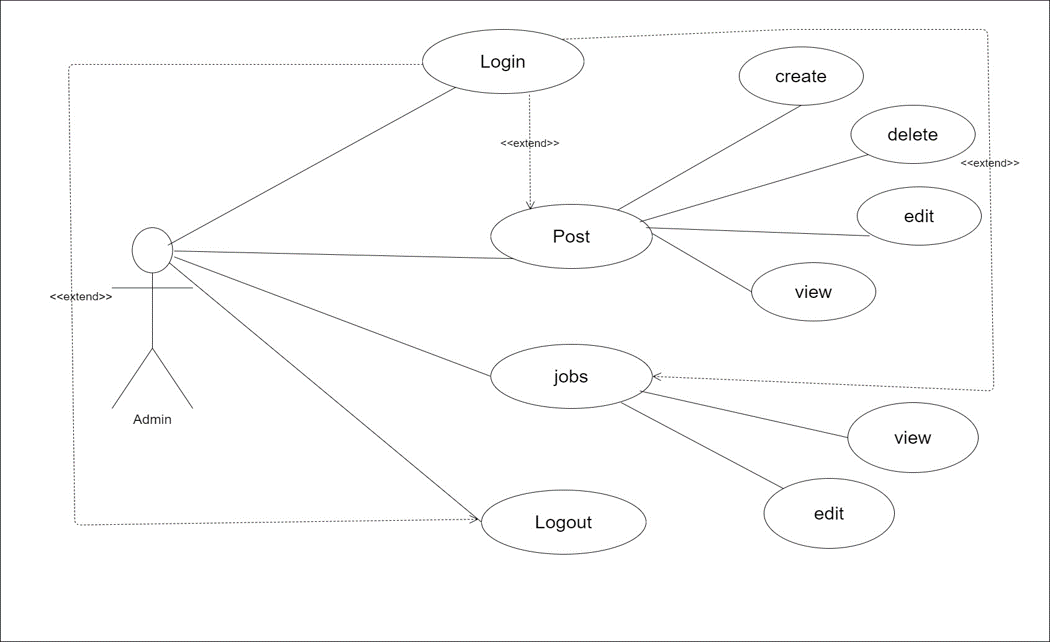 Login
create
delete
<<extend>>
<<extend>>
edit
Post
view
<<extend>>
jobs
Admin
view
edit
Logout